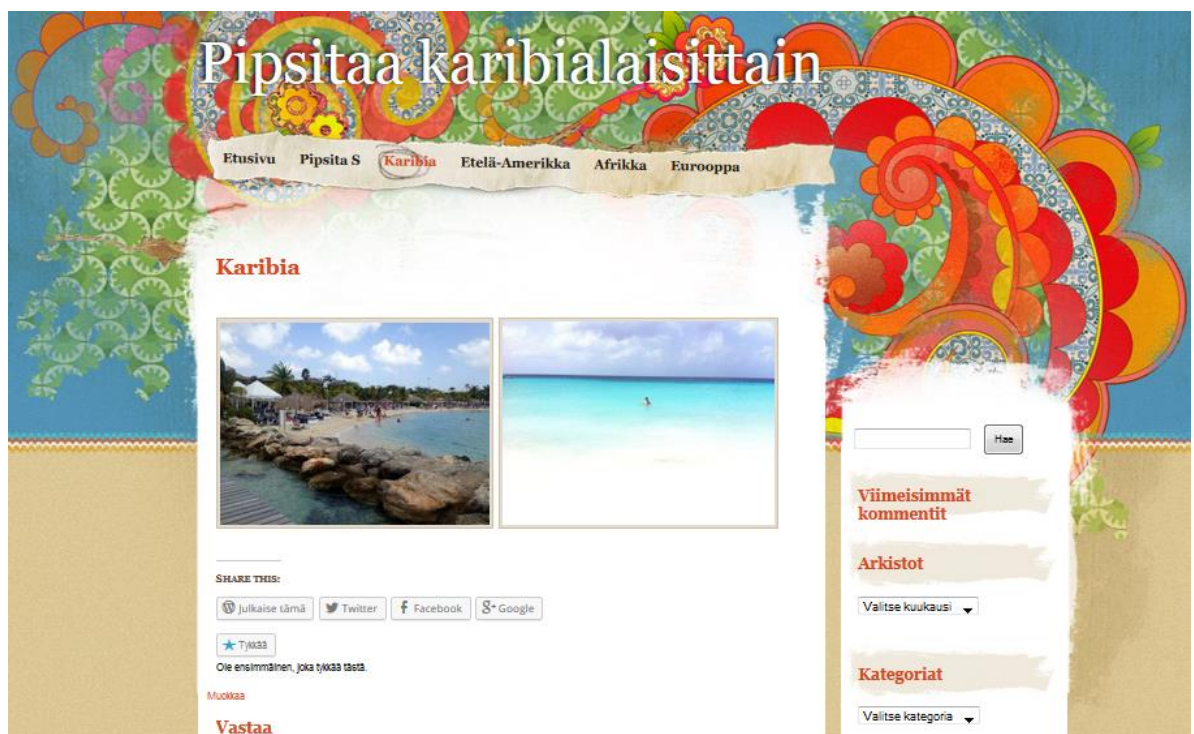 Pipsitaa karibialaisittain
Etusivu Pipsita S Karibia Etelä-Amerikka Afrikka Eurooppa
Karibia
SHARE THIS:
Julkaise tämä Twitter Facebook Google
Tykkää
Ole ensimmäinen, joka tykkää tästä.
Muokkaa
Vastaa
Hae
Viimeisimmät
kommentit
Arkistot
Valitse kuukausi
Kategoriat
Valitse kategoria